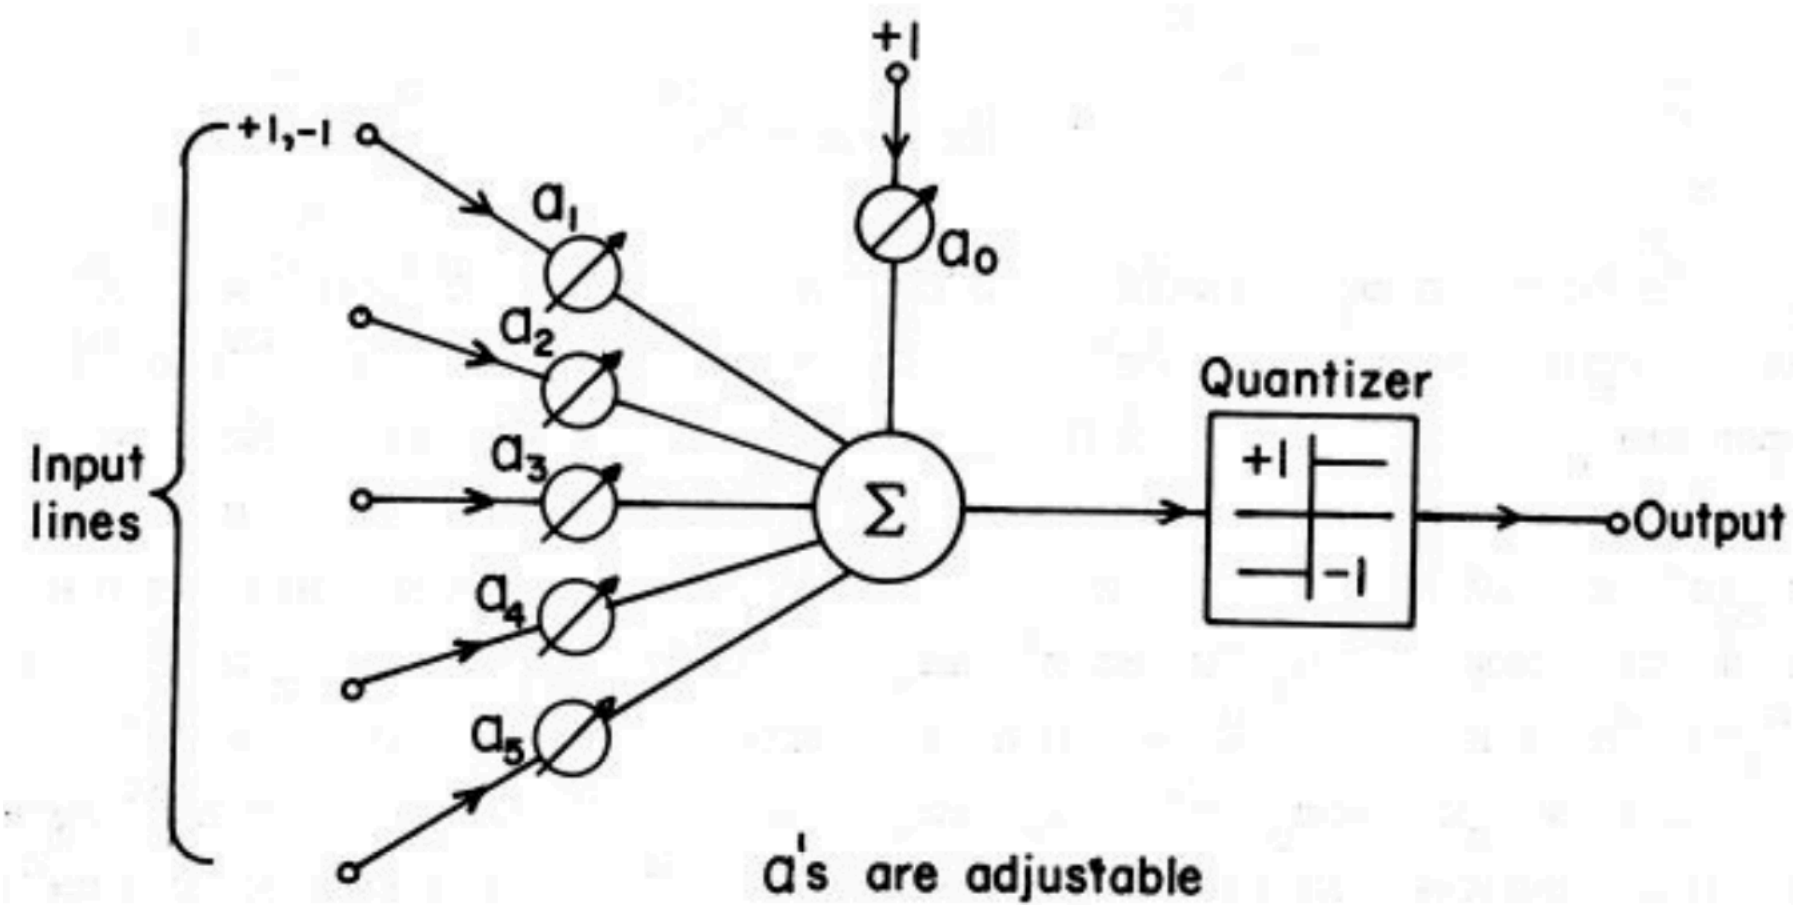 +1
+1,-1
a₁
a₀
a₂
Quantizer
a₃
+1
Input
lines
Σ
Output
-1
a₄
a₅
a's are adjustable